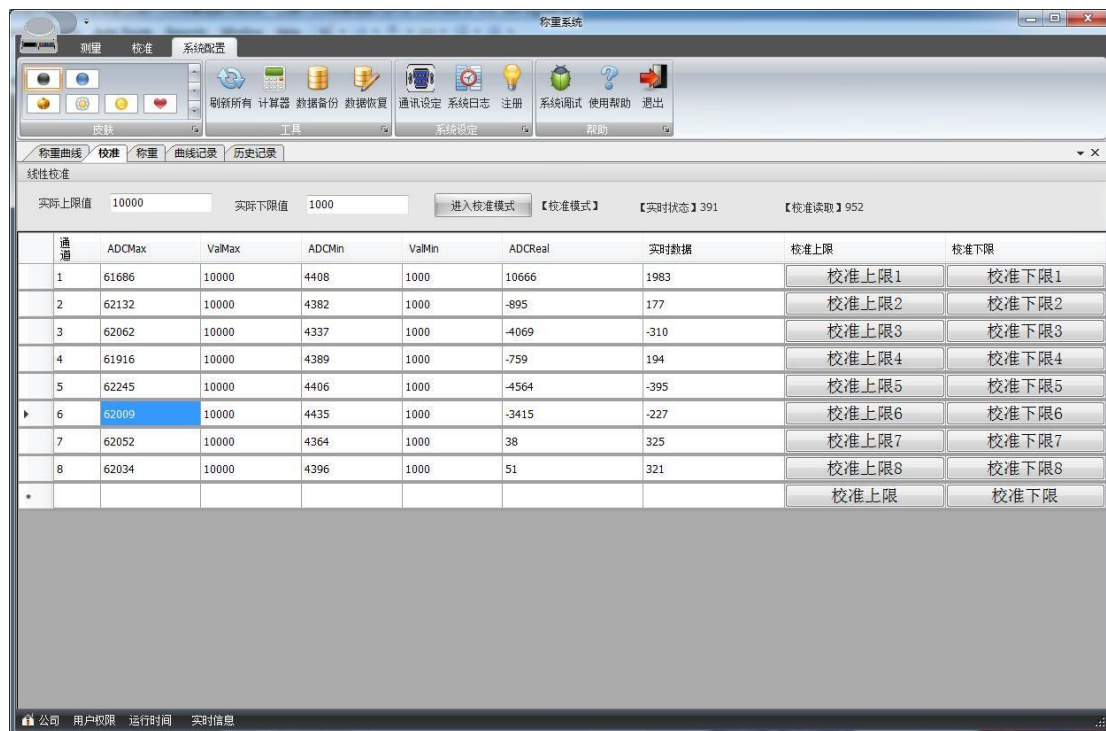 称重系统
测量 校准 系统配置
刷新所有 计算器 数据备份 数据恢复 通讯设定 系统日志 注册 系统调试 使用帮助 退出
皮肤 工具 系统设定 帮助
称重曲线 校准 称重 曲线记录 历史记录
线性校准
实际上限值 10000 实际下限值 1000 进入校准模式 【校准模式】 【实时状态】391 【校准读取】952
通道 ADCMax ValMax ADCMin ValMin ADCReal 实时数据 校准上限 校准下限
1 61686 10000 4408 1000 10666 1983 校准上限1 校准下限1
2 62132 10000 4382 1000 -895 177 校准上限2 校准下限2
3 62062 10000 4337 1000 -4069 -310 校准上限3 校准下限3
4 61916 10000 4389 1000 -759 194 校准上限4 校准下限4
5 62245 10000 4406 1000 -4564 -395 校准上限5 校准下限5
6 62009 10000 4435 1000 -3415 -227 校准上限6 校准下限6
7 62052 10000 4364 1000 38 325 校准上限7 校准下限7
8 62034 10000 4396 1000 51 321 校准上限8 校准下限8
校准上限 校准下限
公司 用户权限 运行时间 实时信息